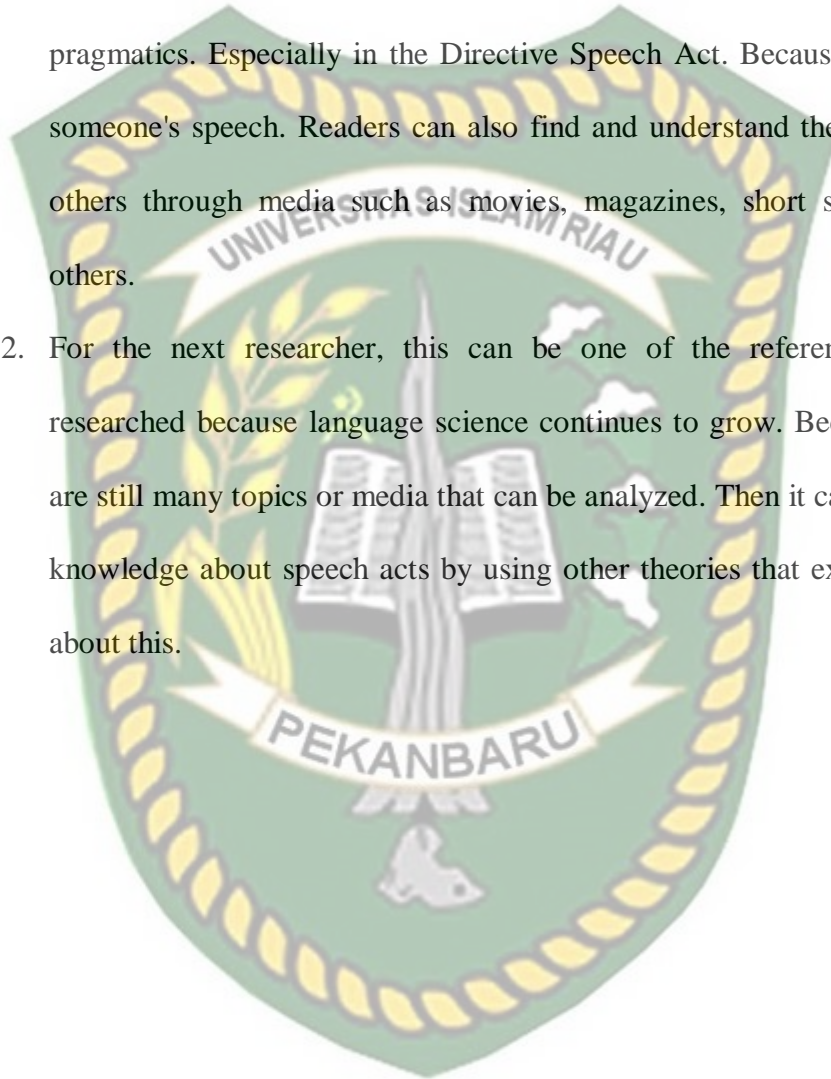 pragmatics. Especially in the Directive Speech Act. Becaus
someone's speech. Readers can also find and understand the
others through media such as movies, magazines, short s
UNIVERSITAS ISLAM RIAU
others.
2. For the next researcher, this can be one of the referen
researched because language science continues to grow. Bec
are still many topics or media that can be analyzed. Then it ca
knowledge about speech acts by using other theories that ex
about this.
PEKANBARU